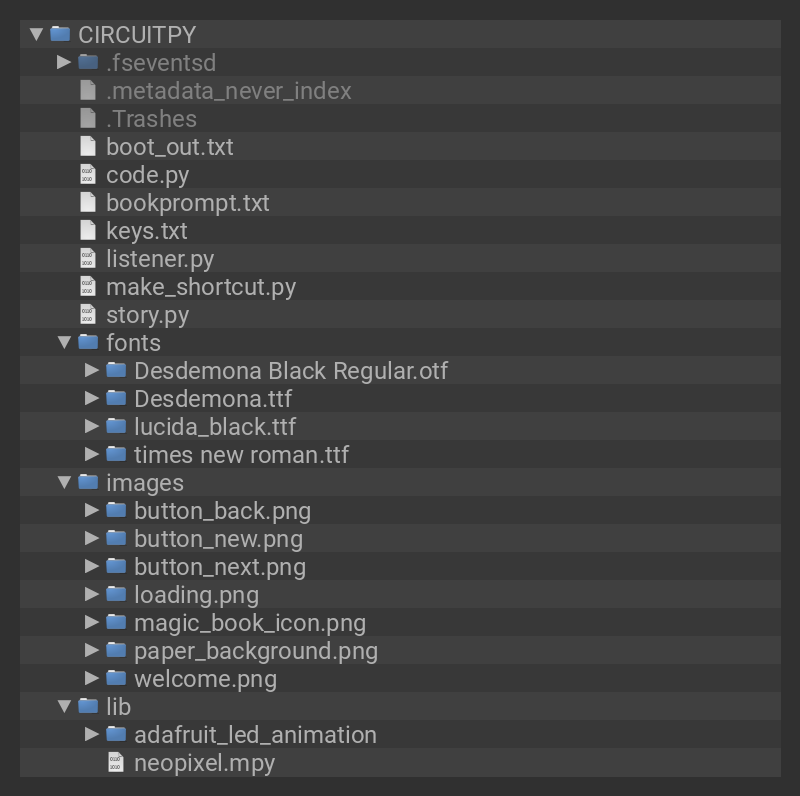 CIRCUITPY
.fseventsd
.metadata_never_index
.Trashes
boot_out.txt
code.py
bookprompt.txt
keys.txt
listener.py
make_shortcut.py
story.py
fonts
Desdemona Black Regular.otf
Desdemona.ttf
lucida_black.ttf
times new roman.ttf
images
button_back.png
button_new.png
button_next.png
loading.png
magic_book_icon.png
paper_background.png
welcome.png
lib
adafruit_led_animation
neopixel.mpy